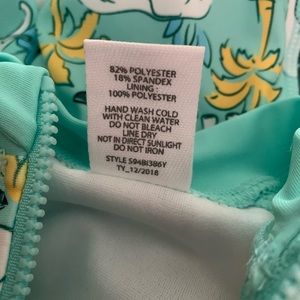 82% POLYESTER
18% SPANDEX
LINING :
100% POLYESTER
HAND WASH COLD
WITH CLEAN WATER
DO NOT BLEACH
LINE DRY
NOT IN DIRECT SUNLIGHT
DO NOT IRON
STYLE S94BI3B6Y
TY_12/2018